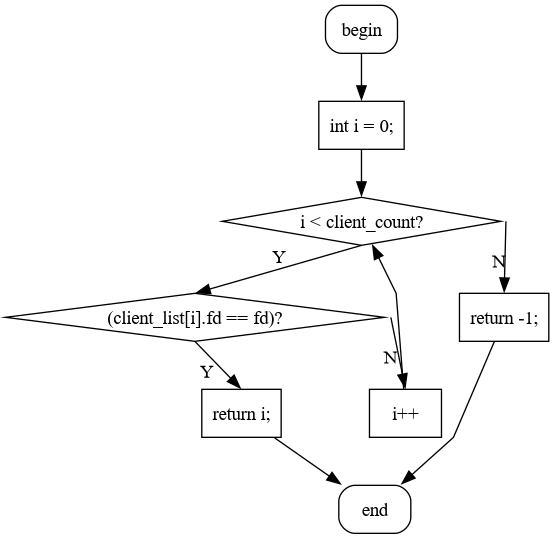 begin
int i = 0;
i < client_count?
Y
N
(client_list[i].fd == fd)?
return -1;
Y
N
return i;
i++
end